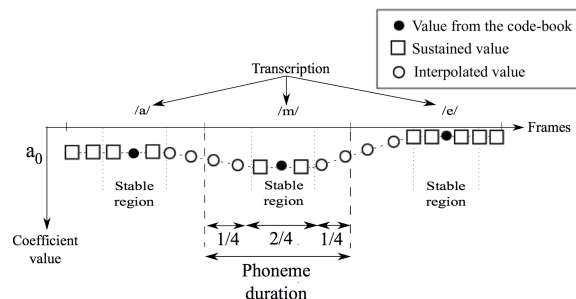 Value from the code-book
Sustained value
Interpolated value
Transcription
/a/
/m/
/e/
Frames
a0
Stable
region
Stable
region
Stable
region
Coefficient
value
1/4
2/4
1/4
Phoneme
duration